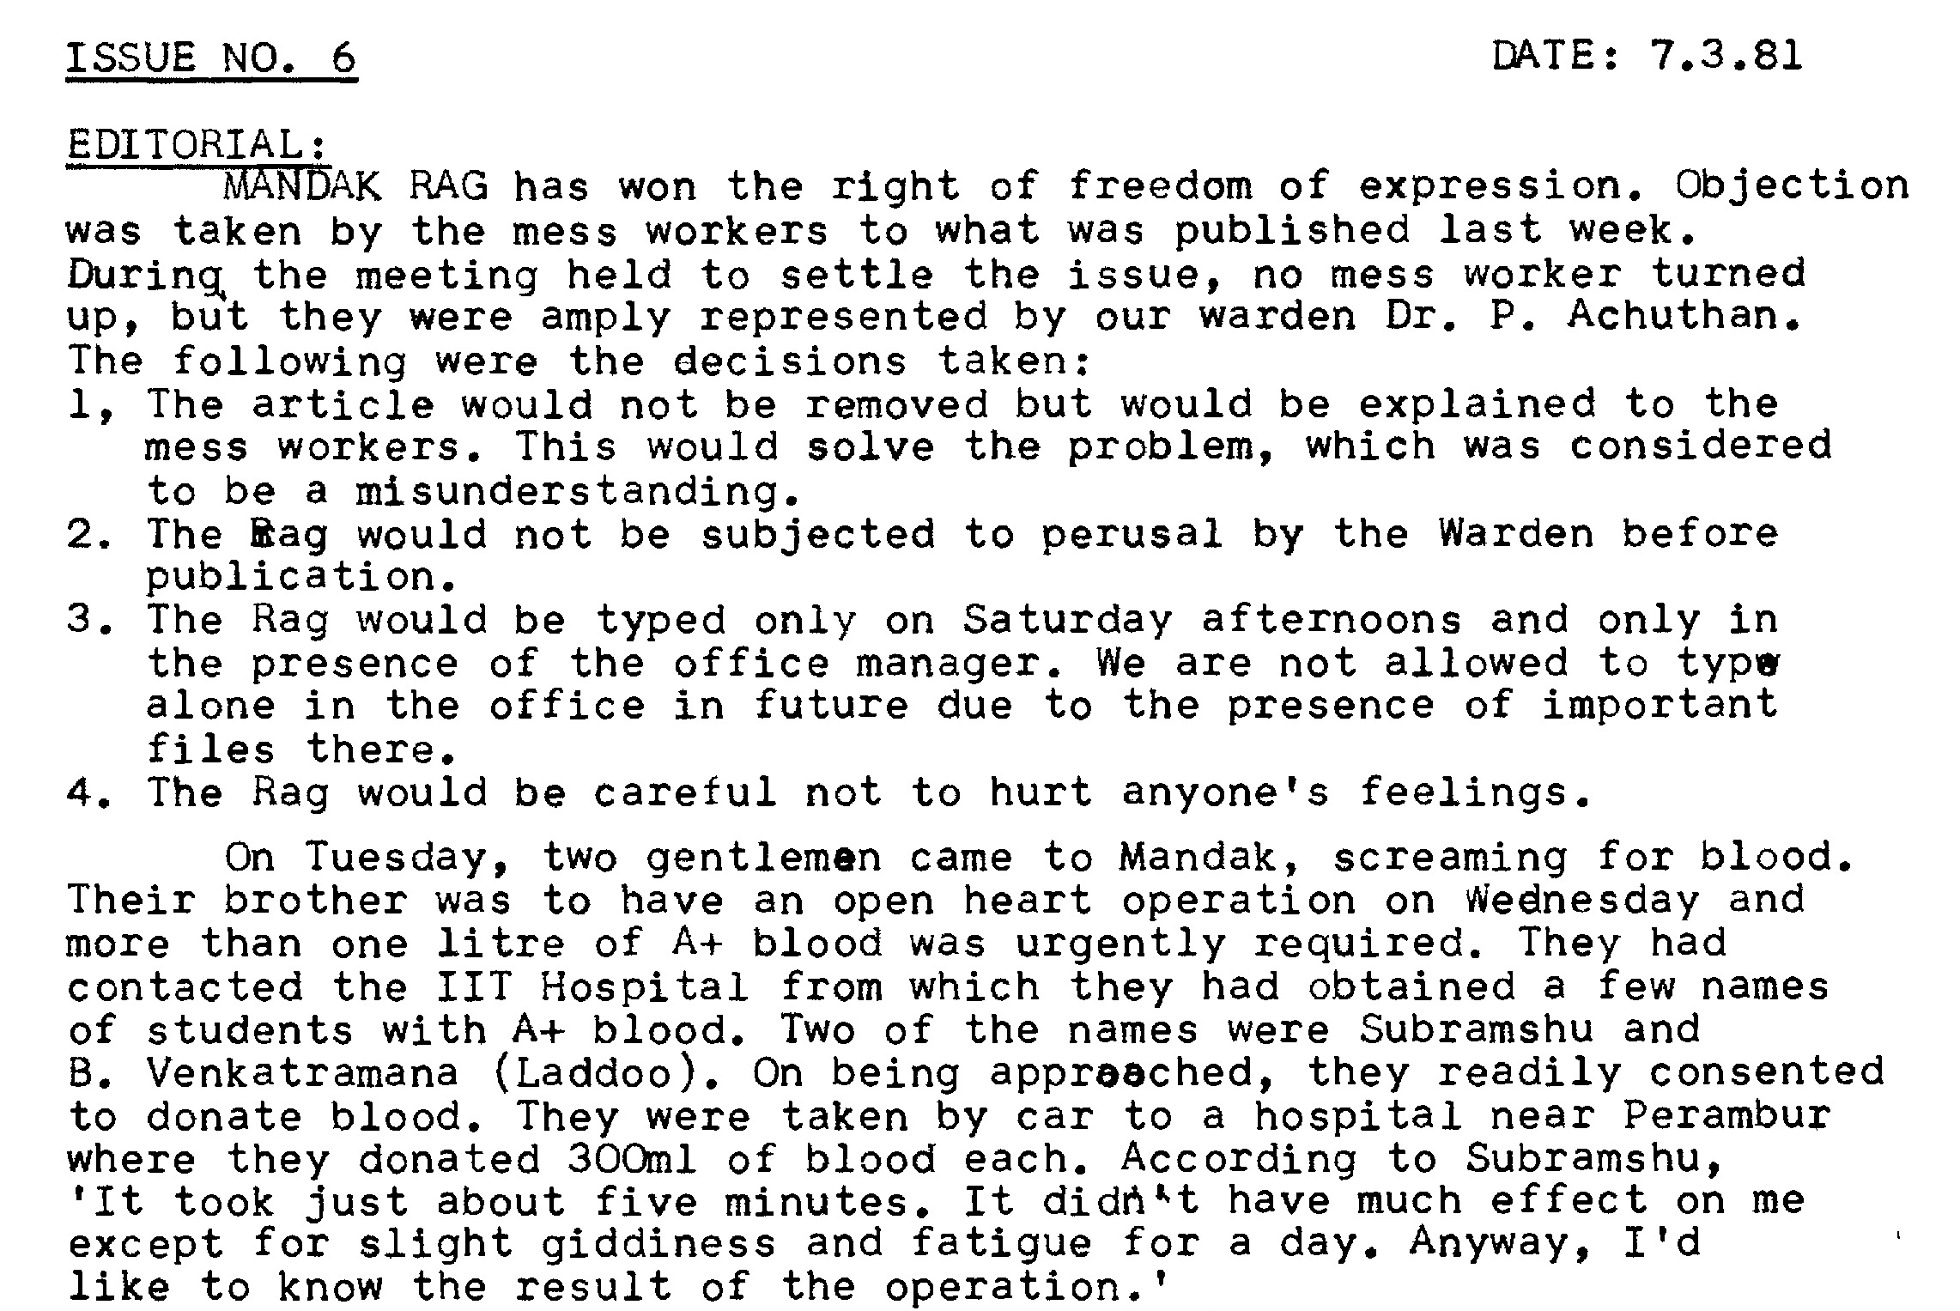 ISSUE NO. 6 DATE: 7.3.81
EDITORIAL:
MANDAK RAG has won the right of freedom of expression. Objection
was taken by the mess workers to what was published last week.
During the meeting held to settle the issue, no mess worker turned
up, but they were amply represented by our warden Dr. P. Achuthan.
The following were the decisions taken:
1, The article would not be removed but would be explained to the
mess workers. This would solve the problem, which was considered
to be a misunderstanding.
2. The Rag would not be subjected to perusal by the Warden before
publication.
3. The Rag would be typed only on Saturday afternoons and only in
the presence of the office manager. We are not allowed to type
alone in the office in future due to the presence of important
files there.
4. The Rag would be careful not to hurt anyone's feelings.
On Tuesday, two gentlemen came to Mandak, screaming for blood.
Their brother was to have an open heart operation on Wednesday and
more than one litre of A+ blood was urgently required. They had
contacted the IIT Hospital from which they had obtained a few names
of students with A+ blood. Two of the names were Subramshu and
B. Venkatramana (Laddoo). On being approached, they readily consented
to donate blood. They were taken by car to a hospital near Perambur
where they donated 300ml of blood each. According to Subramshu,
'It took just about five minutes. It didn't have much effect on me
except for slight giddiness and fatigue for a day. Anyway, I'd
like to know the result of the operation.'